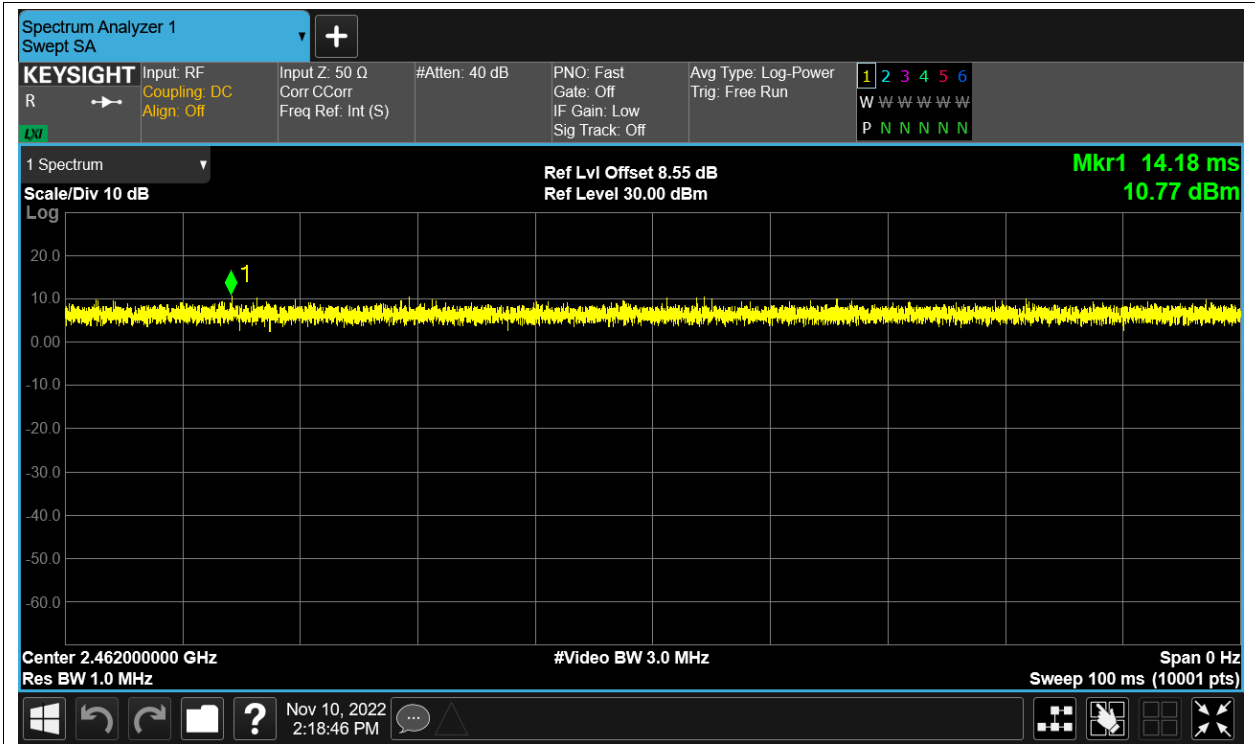 Spectrum Analyzer 1
Swept SA
KEYSIGHT
R
LXI
Input: RF
Coupling: DC
Align: Off
Input Z: 50 Ω
Corr CCorr
Freq Ref: Int (S)
#Atten: 40 dB
PNO: Fast
Gate: Off
IF Gain: Low
Sig Track: Off
Avg Type: Log-Power
Trig: Free Run
1 2 3 4 5 6
W W W W W W
P N N N N N
1 Spectrum
Scale/Div 10 dB
Ref Lvl Offset 8.55 dB
Ref Level 30.00 dBm
Mkr1 14.18 ms
10.77 dBm
Log
20.0
10.0
0.00
-10.0
-20.0
-30.0
-40.0
-50.0
-60.0
1
Center 2.462000000 GHz
Res BW 1.0 MHz
#Video BW 3.0 MHz
Span 0 Hz
Sweep 100 ms (10001 pts)
?
Nov 10, 2022
2:18:46 PM